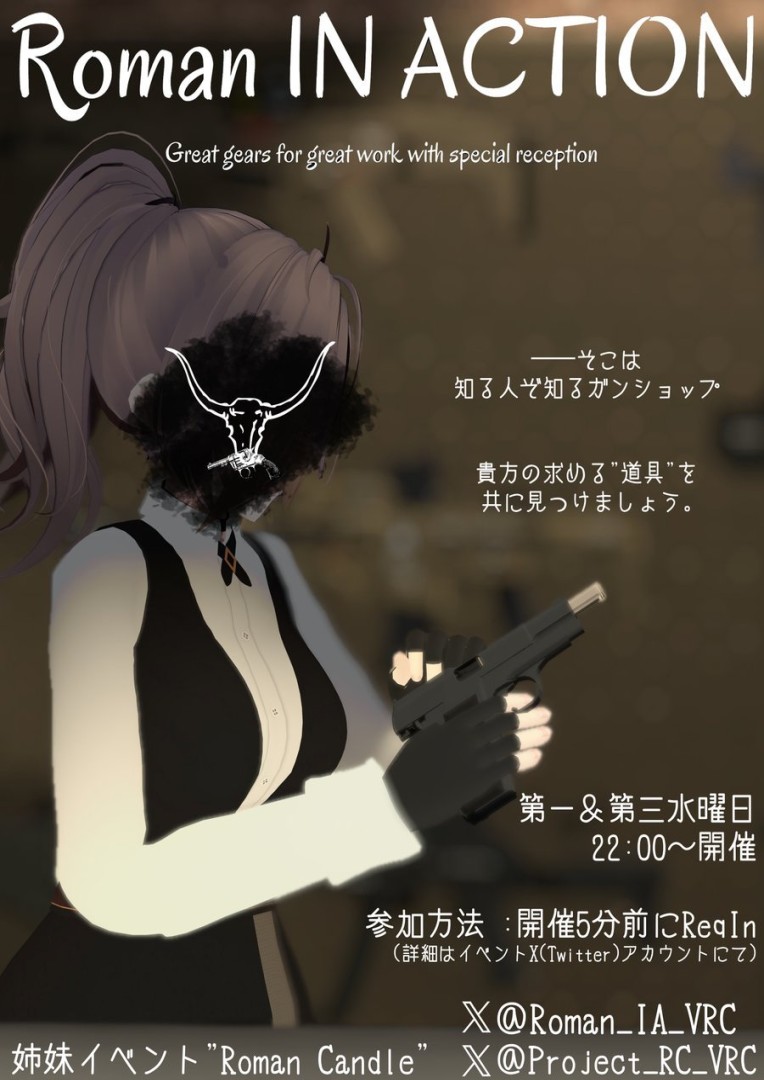 Roman IN ACTION
Great gears for great work with special reception
――そこは
知る人ぞ知るガンショップ
貴方の求める"道具"を
共に見つけましょう。
第一&第三水曜日
22:00～開催
参加方法 :開催5分前にReqIn
(詳細はイベントX(Twitter)アカウントにて)
X@Roman_IA_VRC
姉妹イベント"Roman Candle" X@Project_RC_VRC